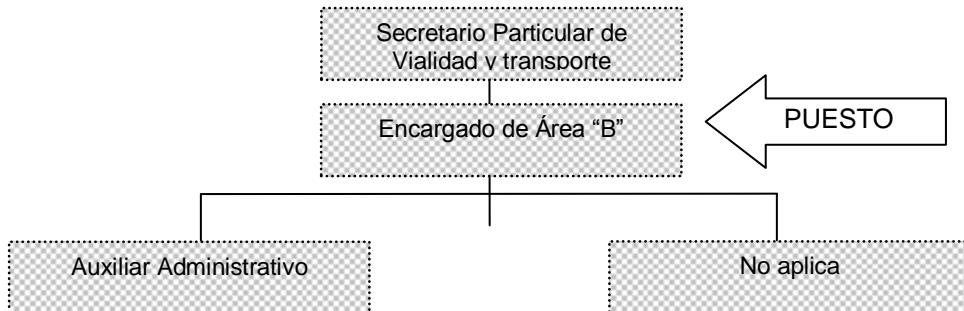 Secretario Particular de
Vialidad y transporte
Encargado de Área “B”
PUESTO
Auxiliar Administrativo
No aplica